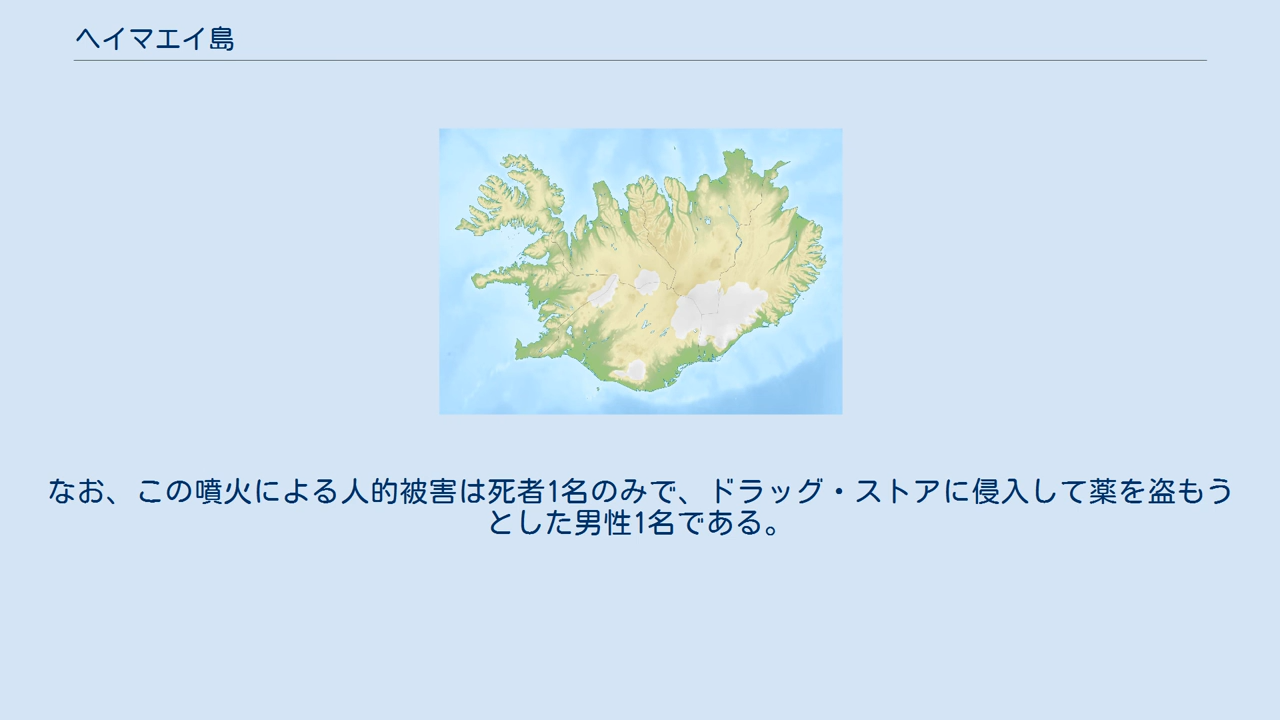 ヘイマエイ島
なお、この噴火による人的被害は死者1名のみで、ドラッグ・ストアに侵入して薬を盗もう
とした男性1名である。